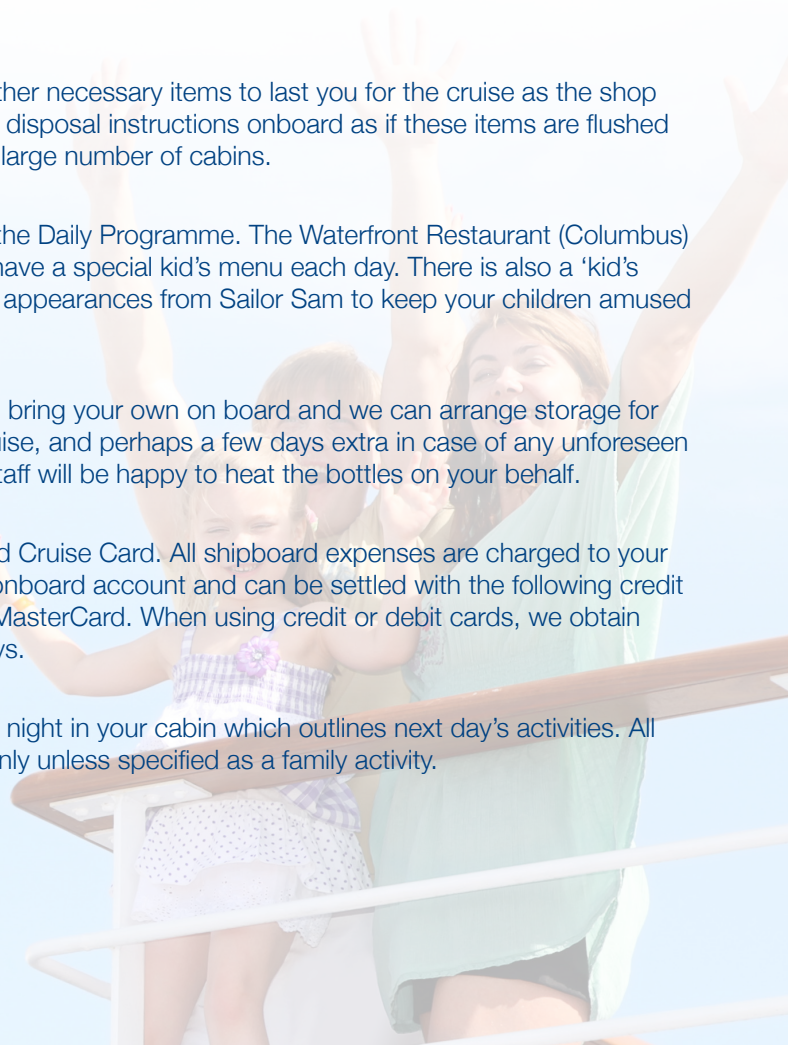 necessary items to last you for the cruise as the shop
disposal instructions onboard as if these items are flushed
large number of cabins.
the Daily Programme. The Waterfront Restaurant (Columbus)
have a special kid’s menu each day. There is also a ‘kid’s
appearances from Sailor Sam to keep your children amused
bring your own on board and we can arrange storage for
and perhaps a few days extra in case of any unforeseen
will be happy to heat the bottles on your behalf.
Cruise Card. All shipboard expenses are charged to your
onboard account and can be settled with the following credit
MasterCard. When using credit or debit cards, we obtain
night in your cabin which outlines next day’s activities. All
unless specified as a family activity.